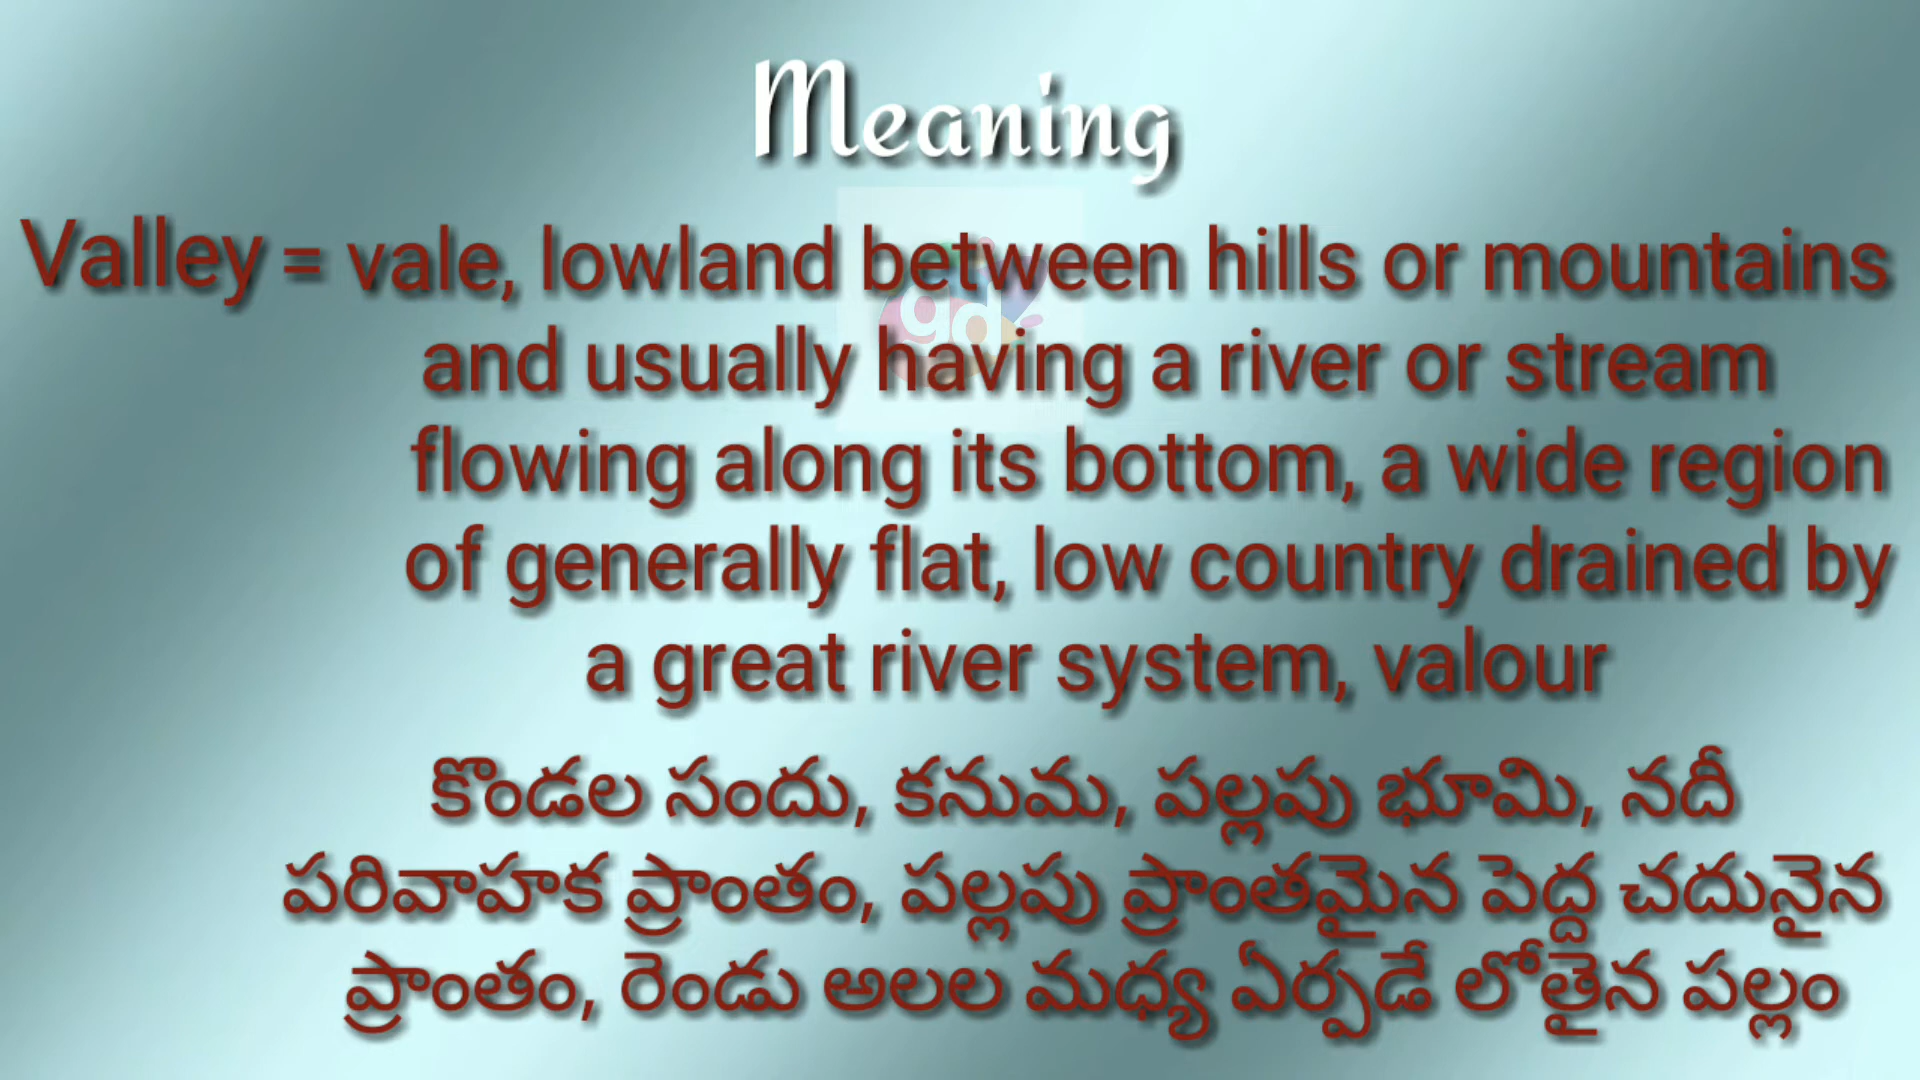 Meaning
Valley = vale, lowland between hills or mountains
and usually having a river or stream
flowing along its bottom, a wide region
of generally flat, low country drained by
a great river system, valour
కొండల సందు, కనుమ, పల్లపు భూమి, నదీ
పరివాహక ప్రాంతం, పల్లపు ప్రాంతమైన పెద్ద చదునైన
ప్రాంతం, రెండు అలల మధ్య ఏర్పడే లోతైన పల్లం
gd